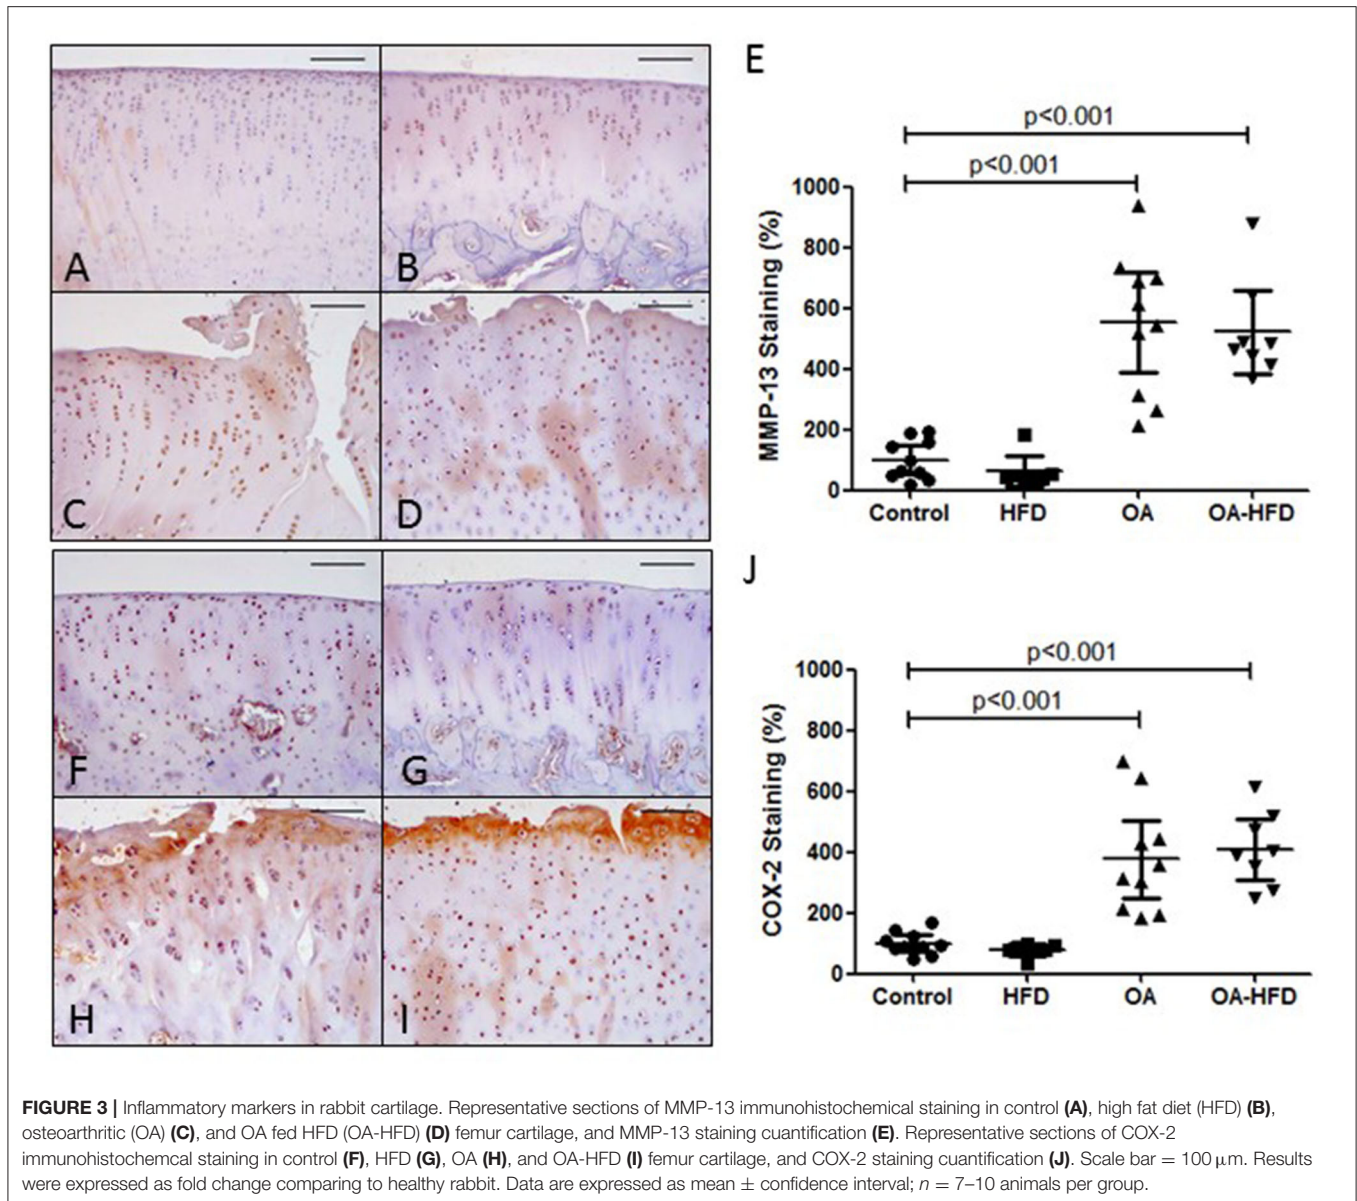 A
B
C
D
E
p<0.001
p<0.001
MMP-13 Staining (%)
1000
800
600
400
200
0
Control HFD OA OA-HFD
F
G
H
I
J
p<0.001
p<0.001
COX-2 Staining (%)
1000
800
600
400
200
0
Control HFD OA OA-HFD
FIGURE 3 | Inflammatory markers in rabbit cartilage. Representative sections of MMP-13 immunohistochemical staining in control (A), high fat diet (HFD) (B),
osteoarthritic (OA) (C), and OA fed HFD (OA-HFD) (D) femur cartilage, and MMP-13 staining cuantification (E). Representative sections of COX-2
immunohistochemcal staining in control (F), HFD (G), OA (H), and OA-HFD (I) femur cartilage, and COX-2 staining cuantification (J). Scale bar = 100 μm. Results
were expressed as fold change comparing to healthy rabbit. Data are expressed as mean ± confidence interval; n = 7–10 animals per group.